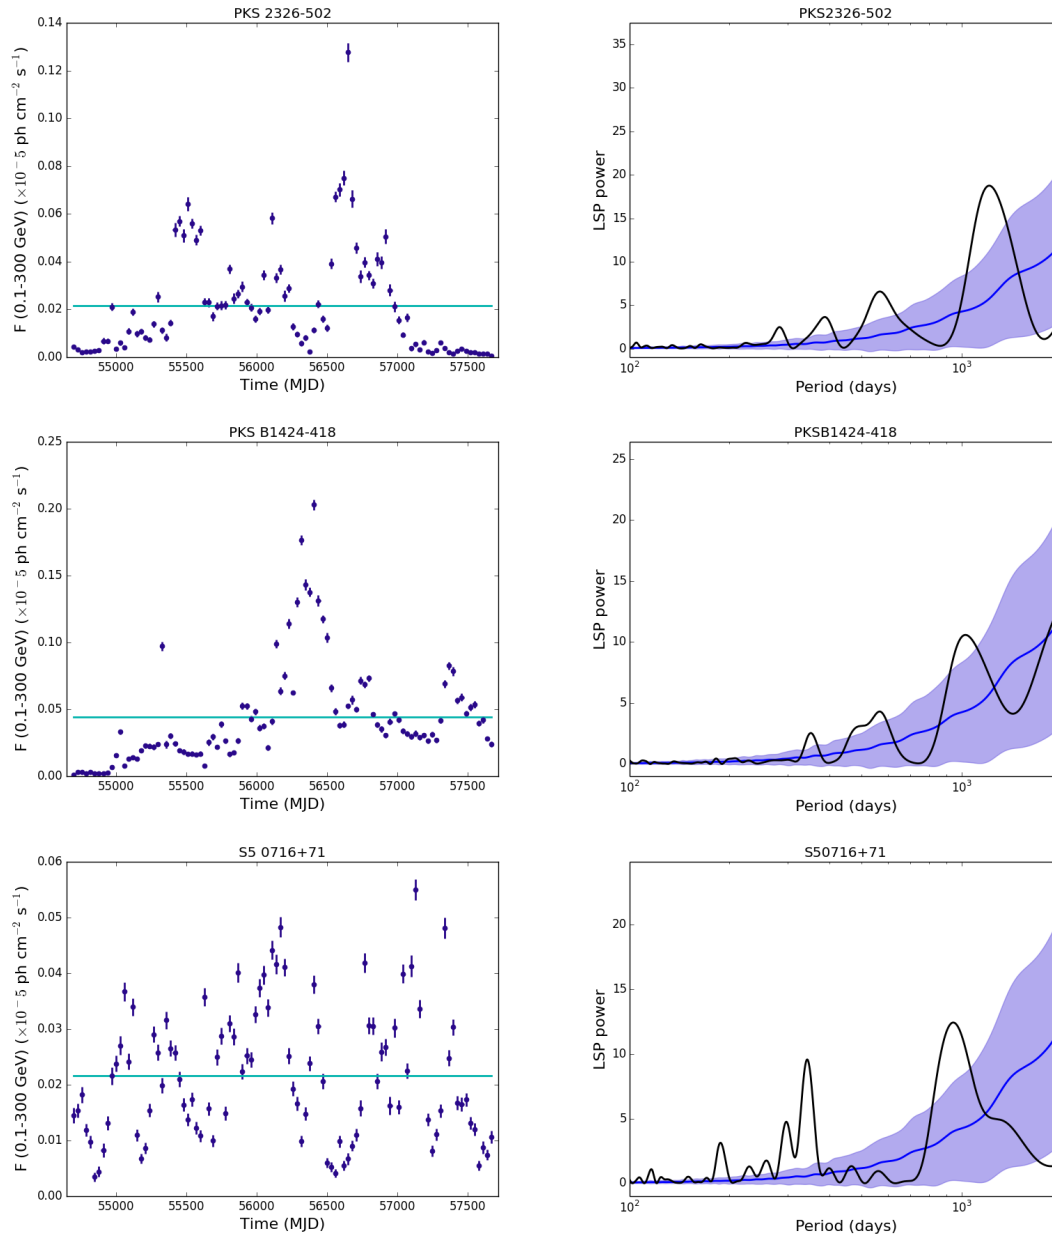 PKS 2326-502
F (0.1-300 GeV) (×10⁻⁵ ph cm⁻² s⁻¹)
0.14
0.12
0.10
0.08
0.06
0.04
0.02
0.00
55000 55500 56000 56500 57000 57500
Time (MJD)
PKS2326-502
LSP power
35
30
25
20
15
10
5
0
10² 10³
Period (days)
PKS B1424-418
F (0.1-300 GeV) (×10⁻⁵ ph cm⁻² s⁻¹)
0.25
0.20
0.15
0.10
0.05
0.00
55000 55500 56000 56500 57000 57500
Time (MJD)
PKSB1424-418
LSP power
25
20
15
10
5
0
10² 10³
Period (days)
S5 0716+71
F (0.1-300 GeV) (×10⁻⁵ ph cm⁻² s⁻¹)
0.06
0.05
0.04
0.03
0.02
0.01
0.00
55000 55500 56000 56500 57000 57500
Time (MJD)
S50716+71
LSP power
20
15
10
5
0
10² 10³
Period (days)